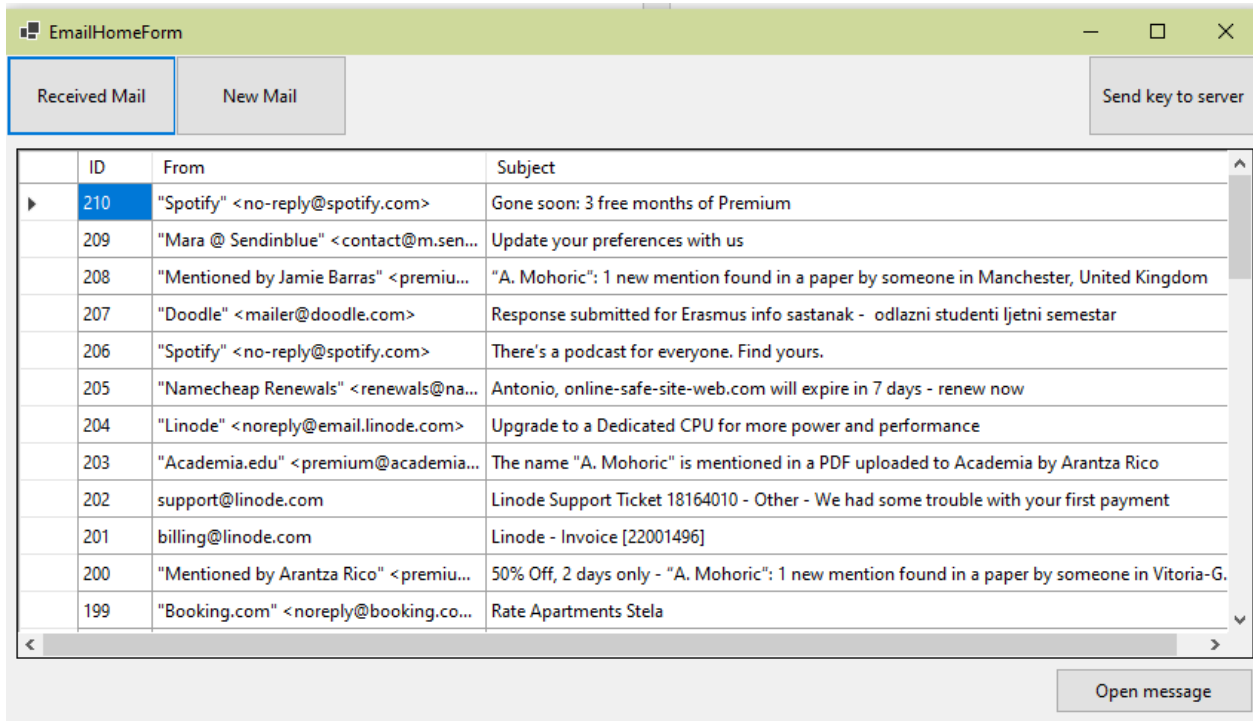 EmailHomeForm
Received Mail New Mail Send key to server
ID From Subject
210 "Spotify" <no-reply@spotify.com> Gone soon: 3 free months of Premium
209 "Mara @ Sendinblue" <contact@m.sen... Update your preferences with us
208 "Mentioned by Jamie Barras" <premiu... “A. Mohoric“: 1 new mention found in a paper by someone in Manchester, United Kingdom
207 "Doodle" <mailer@doodle.com> Response submitted for Erasmus info sastanak - odlazni studenti ljetni semestar
206 "Spotify" <no-reply@spotify.com> There's a podcast for everyone. Find yours.
205 "Namecheap Renewals" <renewals@na... Antonio, online-safe-site-web.com will expire in 7 days - renew now
204 "Linode" <noreply@email.linode.com> Upgrade to a Dedicated CPU for more power and performance
203 "Academia.edu" <premium@academia... The name "A. Mohoric" is mentioned in a PDF uploaded to Academia by Arantza Rico
202 support@linode.com Linode Support Ticket 18164010 - Other - We had some trouble with your first payment
201 billing@linode.com Linode - Invoice [22001496]
200 "Mentioned by Arantza Rico" <premiu... 50% Off, 2 days only - “A. Mohoric“: 1 new mention found in a paper by someone in Vitoria-G.
199 "Booking.com" <noreply@booking.co... Rate Apartments Stela
Open message